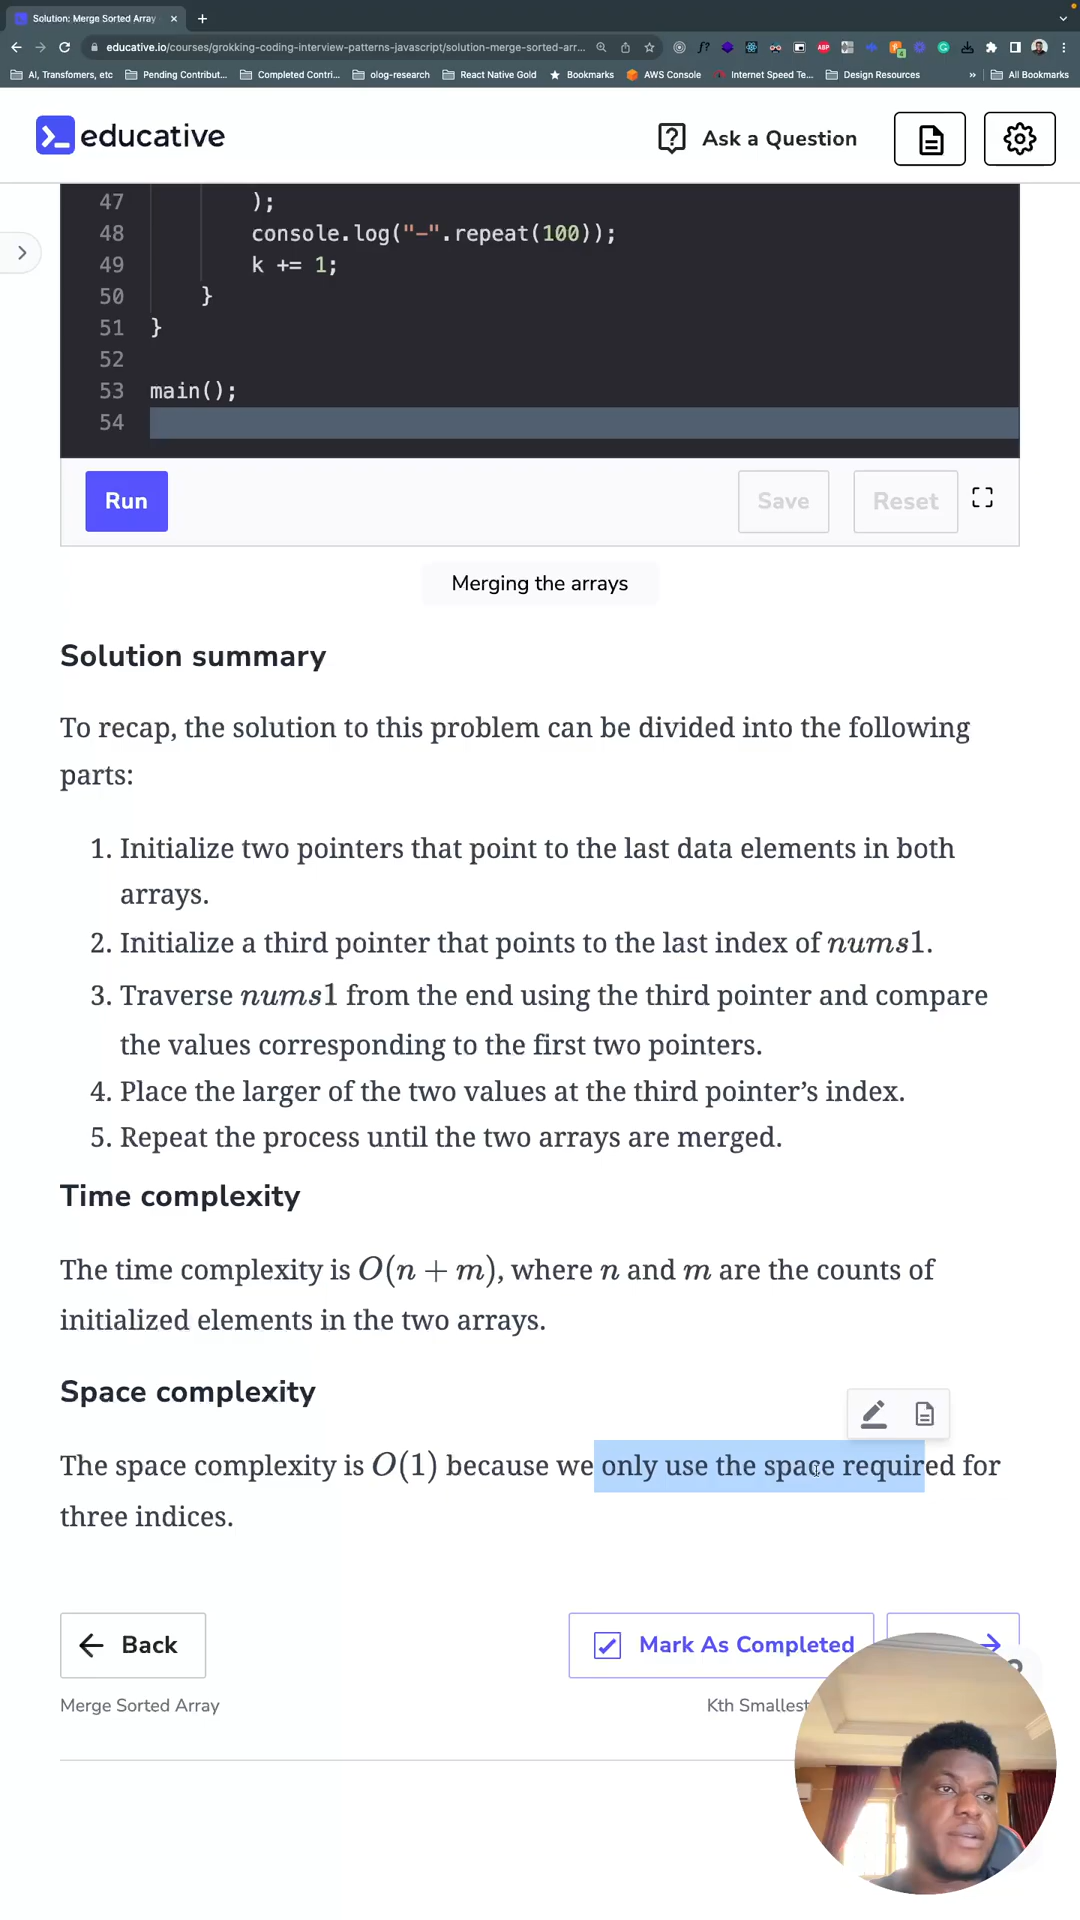 Solution: Merge Sorted Array
educative.io/courses/grokking-coding-interview-patterns-javascript/solution-merge-sorted-arr...
AI, Transfomers, etc
Pending Contribut...
Completed Contri...
olog-research
React Native Gold
Bookmarks
AWS Console
Internet Speed Te...
Design Resources
»
All Bookmarks
educative
Ask a Question
47 );
48 console.log("-".repeat(100));
49 k += 1;
50 }
51 }
52
53 main();
54
Run
Save
Reset
Merging the arrays
Solution summary
To recap, the solution to this problem can be divided into the following
parts:
1. Initialize two pointers that point to the last data elements in both
arrays.
2. Initialize a third pointer that points to the last index of nums1.
3. Traverse nums1 from the end using the third pointer and compare
the values corresponding to the first two pointers.
4. Place the larger of the two values at the third pointer’s index.
5. Repeat the process until the two arrays are merged.
Time complexity
The time complexity is O(n + m), where n and m are the counts of
initialized elements in the two arrays.
Space complexity
The space complexity is O(1) because we only use the space required for
three indices.
Back
Mark As Completed
Merge Sorted Array
Kth Smallest